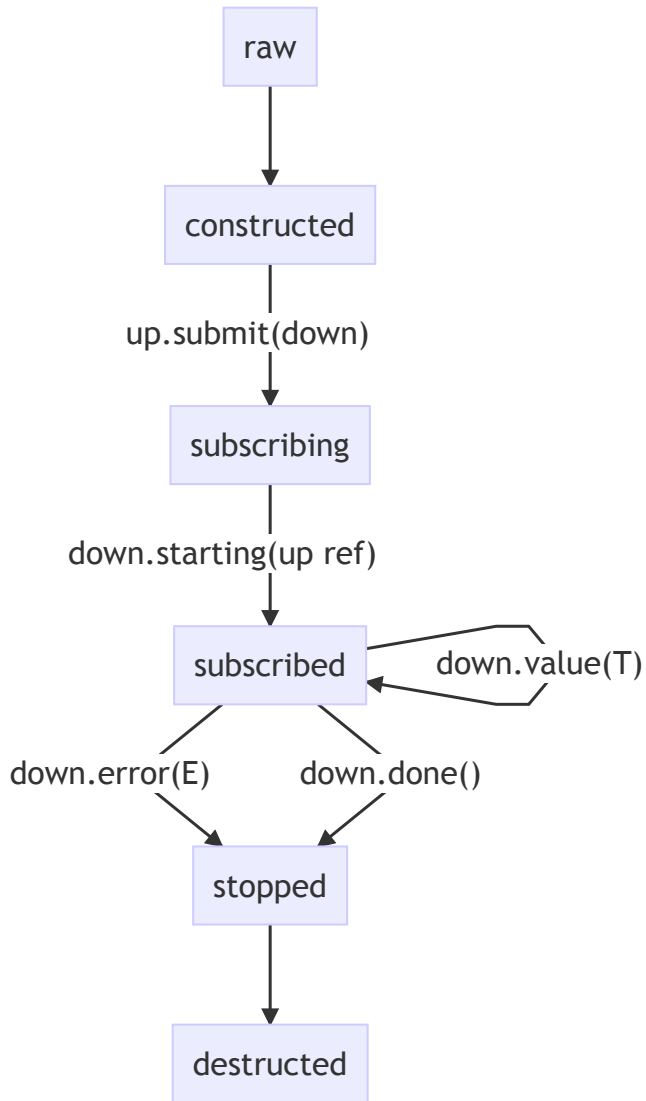 raw
constructed
up.submit(down)
subscribing
down.starting(up ref)
subscribed
down.value(T)
down.error(E)
down.done()
stopped
destructed